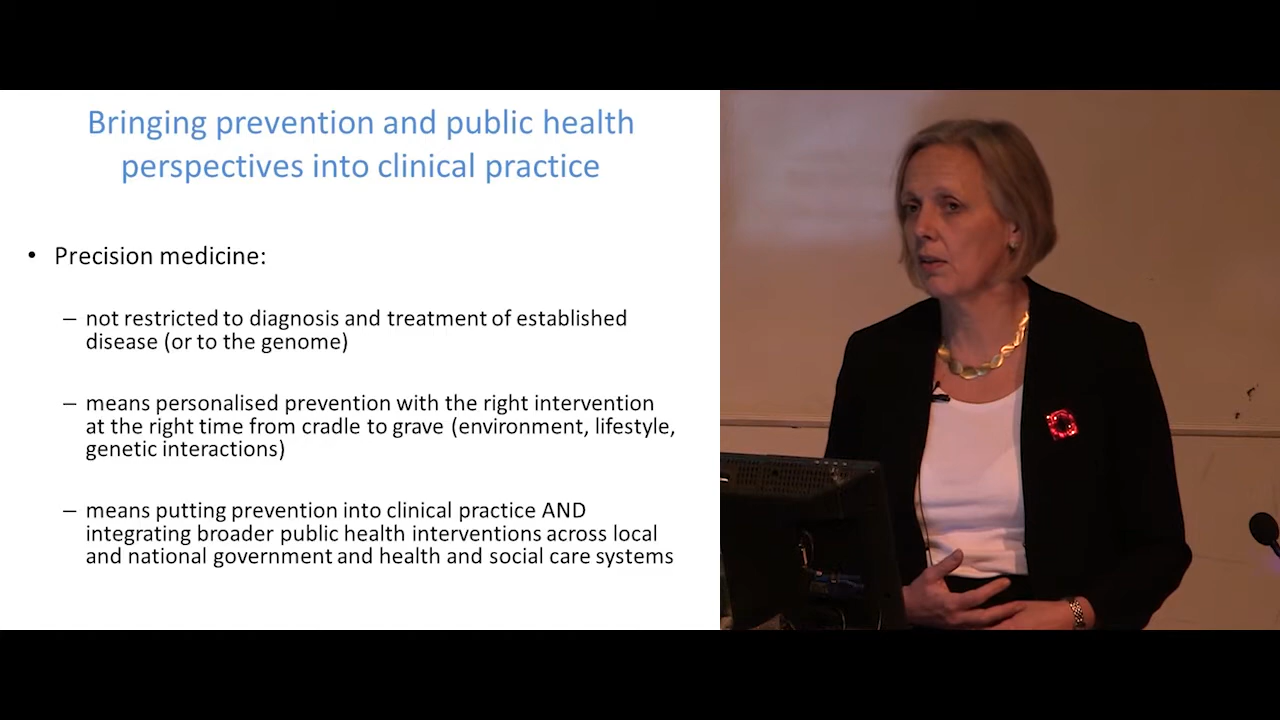 Bringing prevention and public health
perspectives into clinical practice
• Precision medicine:
– not restricted to diagnosis and treatment of established
disease (or to the genome)
– means personalised prevention with the right intervention
at the right time from cradle to grave (environment, lifestyle,
genetic interactions)
– means putting prevention into clinical practice AND
integrating broader public health interventions across local
and national government and health and social care systems